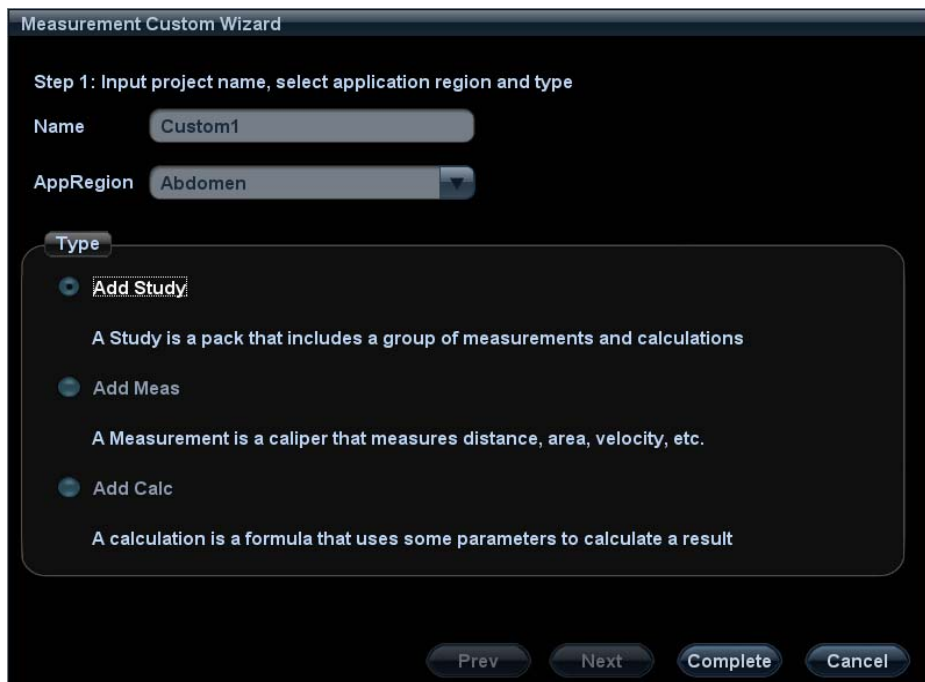 Measurement Custom Wizard
Step 1: Input project name, select application region and type
Name Custom1
AppRegion Abdomen
Type
Add Study
A Study is a pack that includes a group of measurements and calculations
Add Meas
A Measurement is a caliper that measures distance, area, velocity, etc.
Add Calc
A calculation is a formula that uses some parameters to calculate a result
Prev Next Complete Cancel